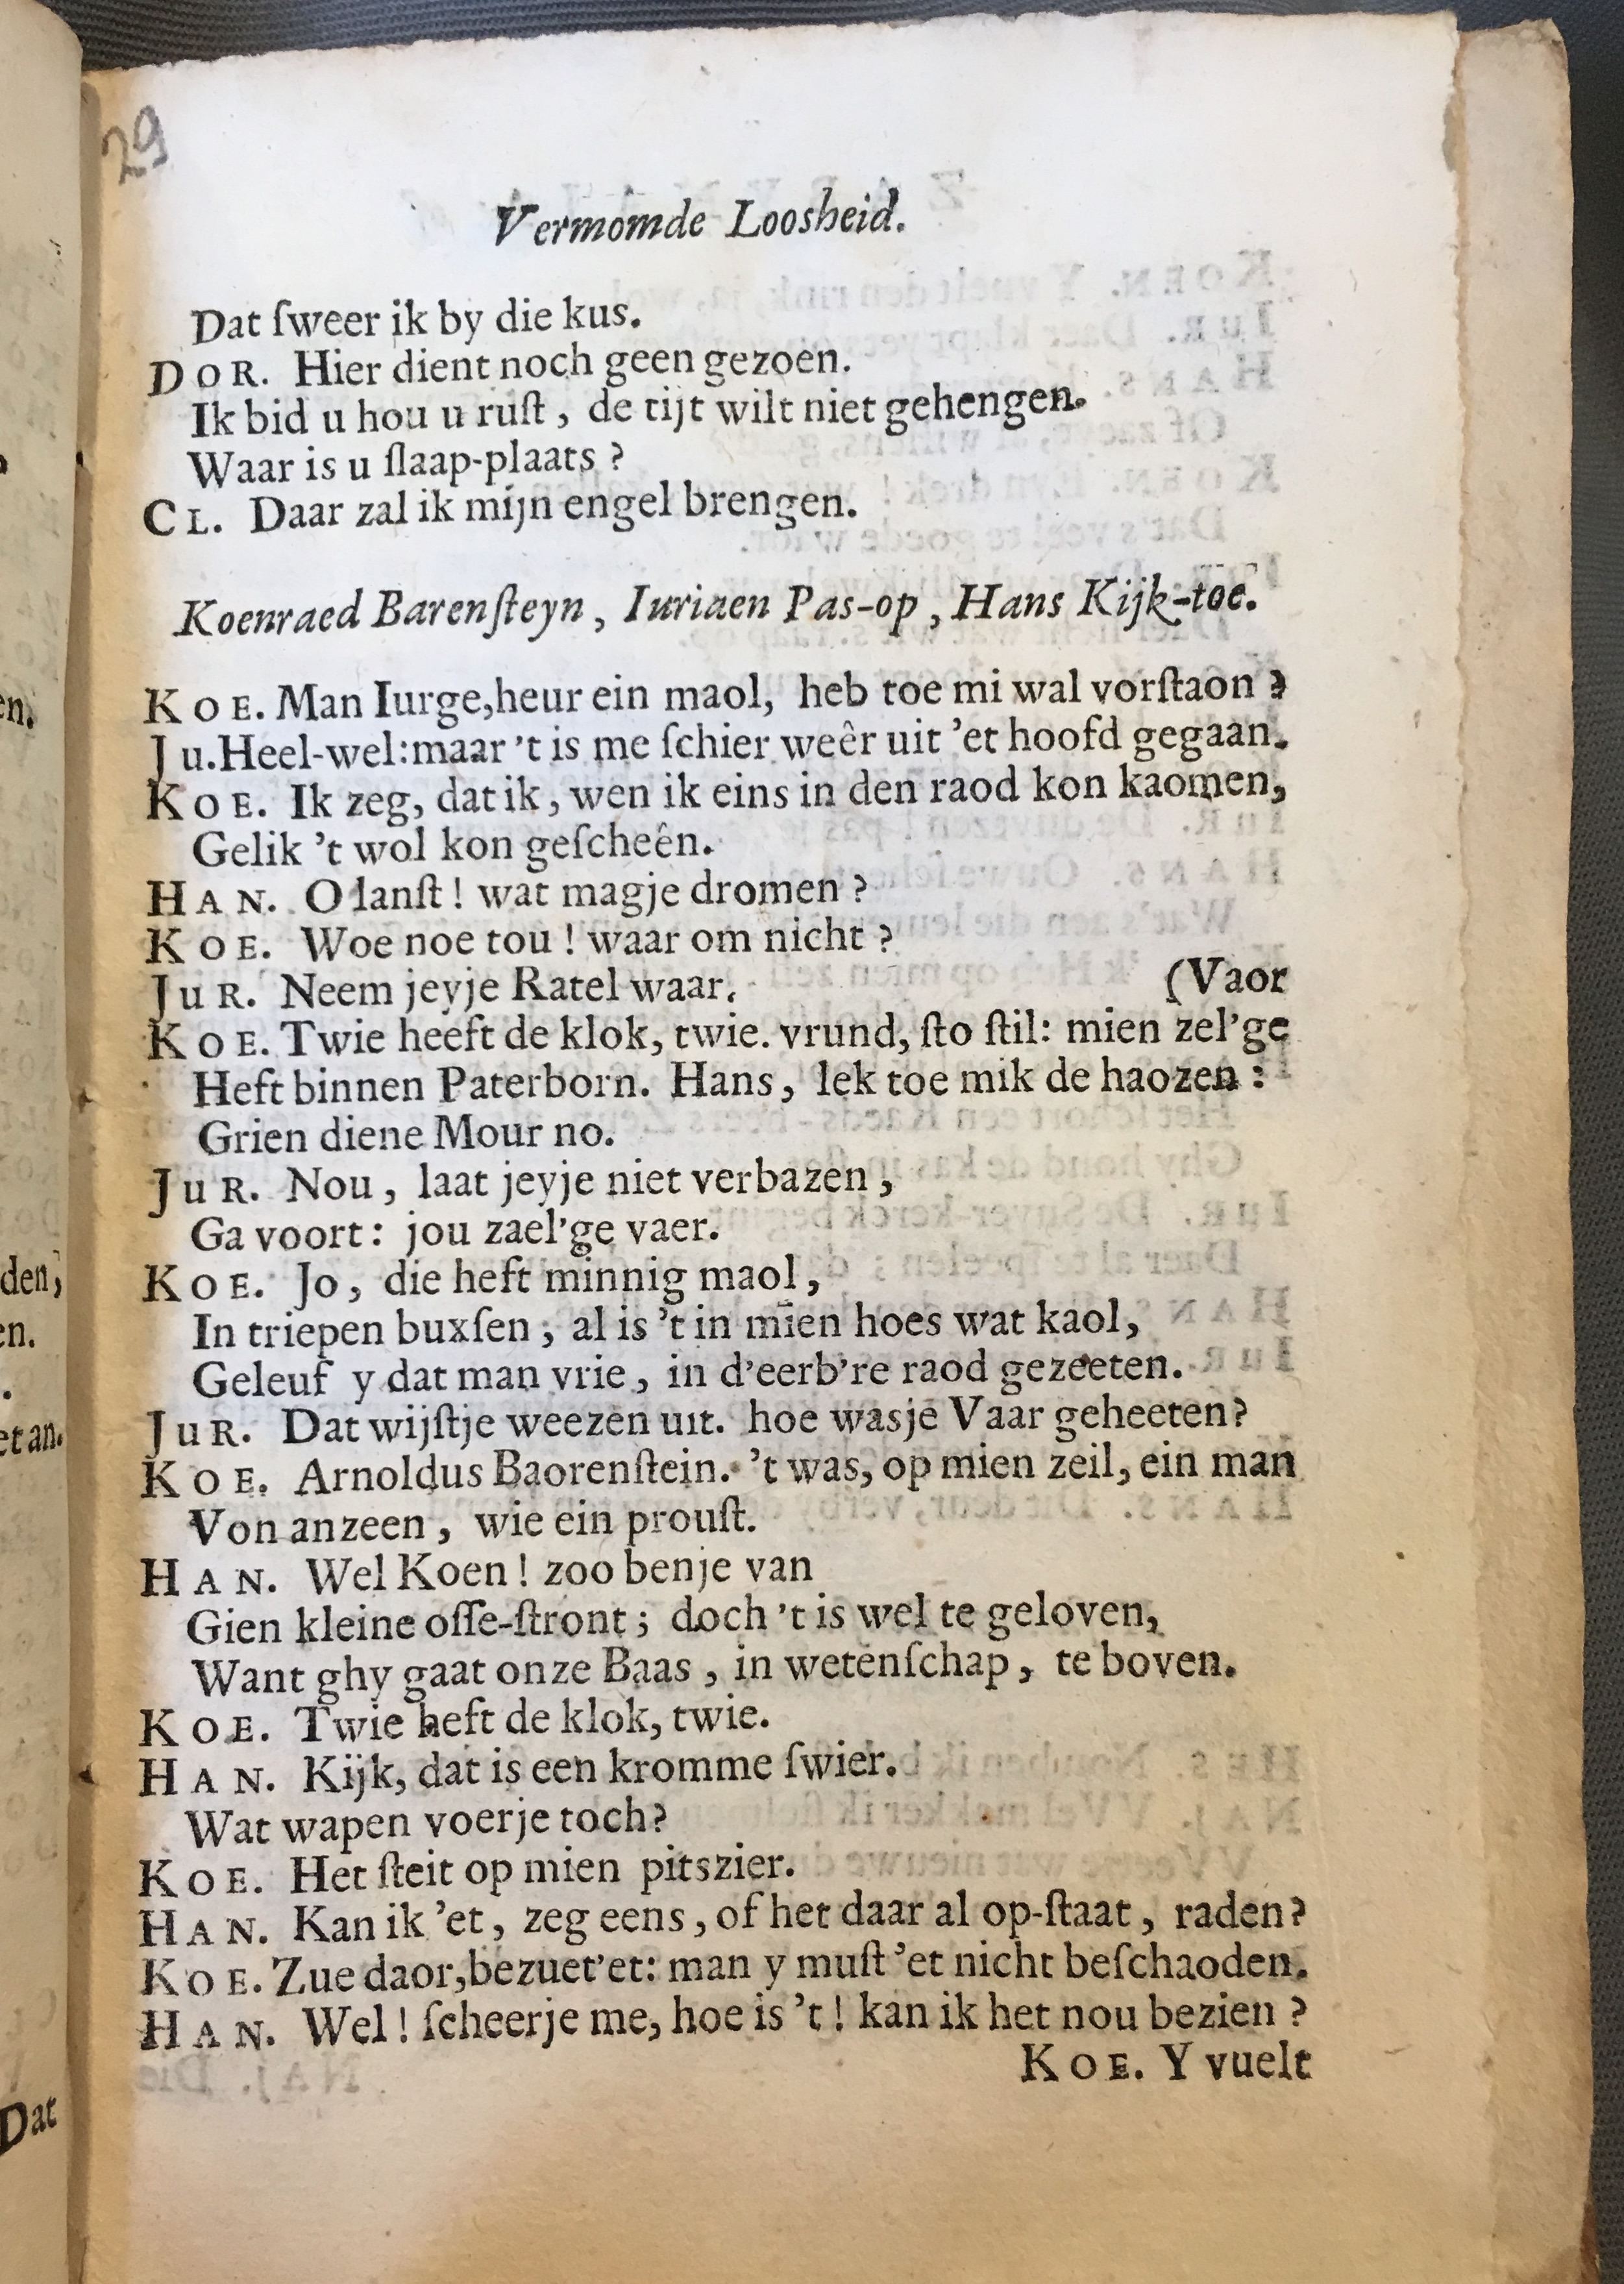 29
Vermomde Loosheid.
Dat ſweer ik by die kus.
DOR. Hier dient noch geen gezoen.
Ik bid u hou u ruſt, de tijt wilt niet gehengen.
Waar is u ſlaap-plaats?
CL. Daar zal ik mijn engel brengen.
Koenraed Barenſteyn, Iuriaen Pas-op, Hans Kijk-toe.
KOE. Man Iurge,heur ein maol, heb toe mi wal vorſtaon?
Ju.Heel-wel:maar 't is me ſchier weêr uit 'et hoofd gegaan.
KOE. Ik zeg, dat ik, wen ik eins in den raod kon kaomen,
Gelik 't wol kon geſcheên.
HAN. O lanſt! wat magje dromen?
KOE. Woe noe tou! waar om nicht?
JuR. Neem jeyje Ratel waar. (Vaor
KOE. Twie heeft de klok, twie. vrund, ſto ſtil: mien zel'ge
Heft binnen Paterborn. Hans, lek toe mik de haozen:
Grien diene Mour no.
JuR. Nou, laat jeyje niet verbazen,
Ga voort: jou zael'ge vaer.
KOE. Jo, die heft minnig maol,
In triepen buxſen, al is 't in mien hoes wat kaol,
Geleuf y dat man vrie, in d'eerb're raod gezeeten.
JuR. Dat wijſtje weezen uit. hoe wasje Vaar geheeten?
KOE. Arnoldus Baorenſtein. 't was, op mien zeil, ein man
Von anzeen, wie ein prouſt.
HAN. Wel Koen! zoo benje van
Gien kleine oſſe-ſtront; doch 't is wel te geloven,
Want ghy gaat onze Baas, in wetenſchap, te boven.
KOE. Twie heft de klok, twie.
HAN. Kijk, dat is een kromme ſwier.
Wat wapen voerje toch?
KOE. Het ſteit op mien pitszier.
HAN. Kan ik 'et, zeg eens, of het daar al op-ſtaat, raden?
KOE. Zue daor,bezuet'et: man y muſt 'et nicht beſchaoden.
HAN. Wel! ſcheerje me, hoe is 't! kan ik het nou bezien?
KOE. Y vuelt
en.
den,
en.
et an.
Dat